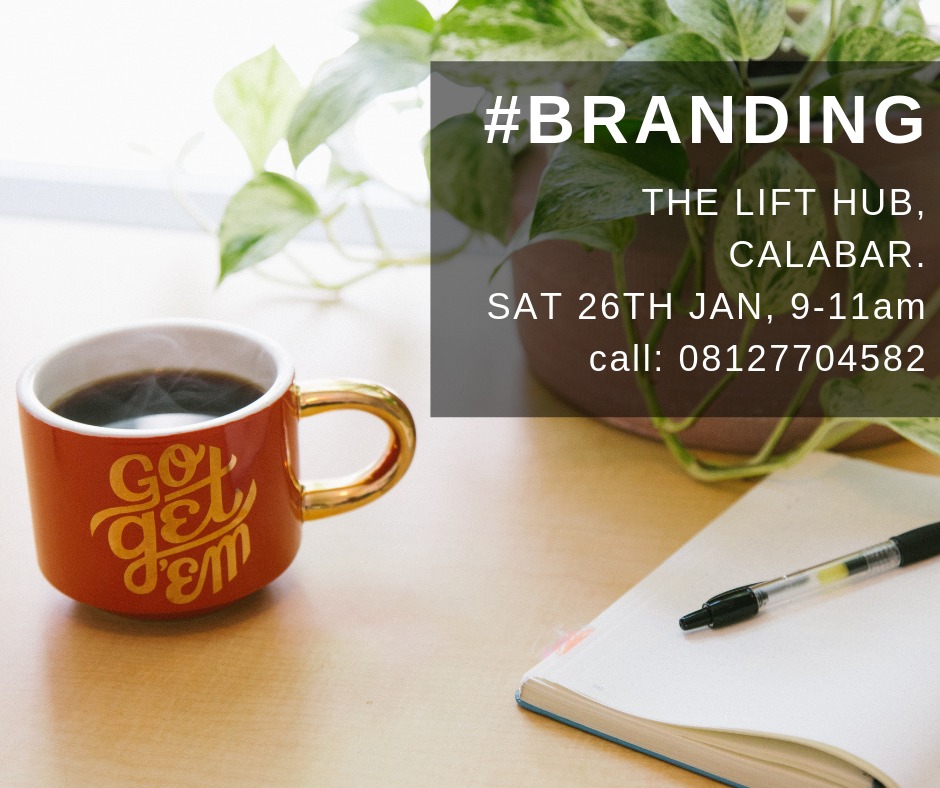 #BRANDING
THE LIFT HUB,
CALABAR.
SAT 26TH JAN, 9-11am
call: 08127704582
GO
get
'EM